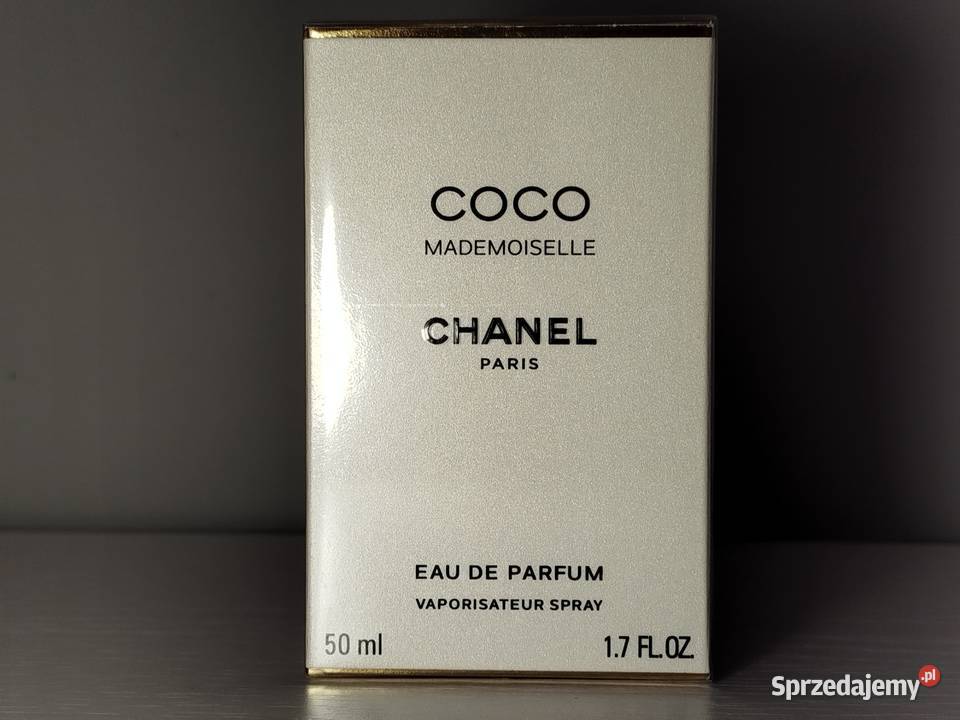 COCO
MADEMOISELLE
CHANEL
PARIS
EAU DE PARFUM
VAPORISATEUR SPRAY
50 ml 1.7 FL.OZ.
Sprzedajemy.pl